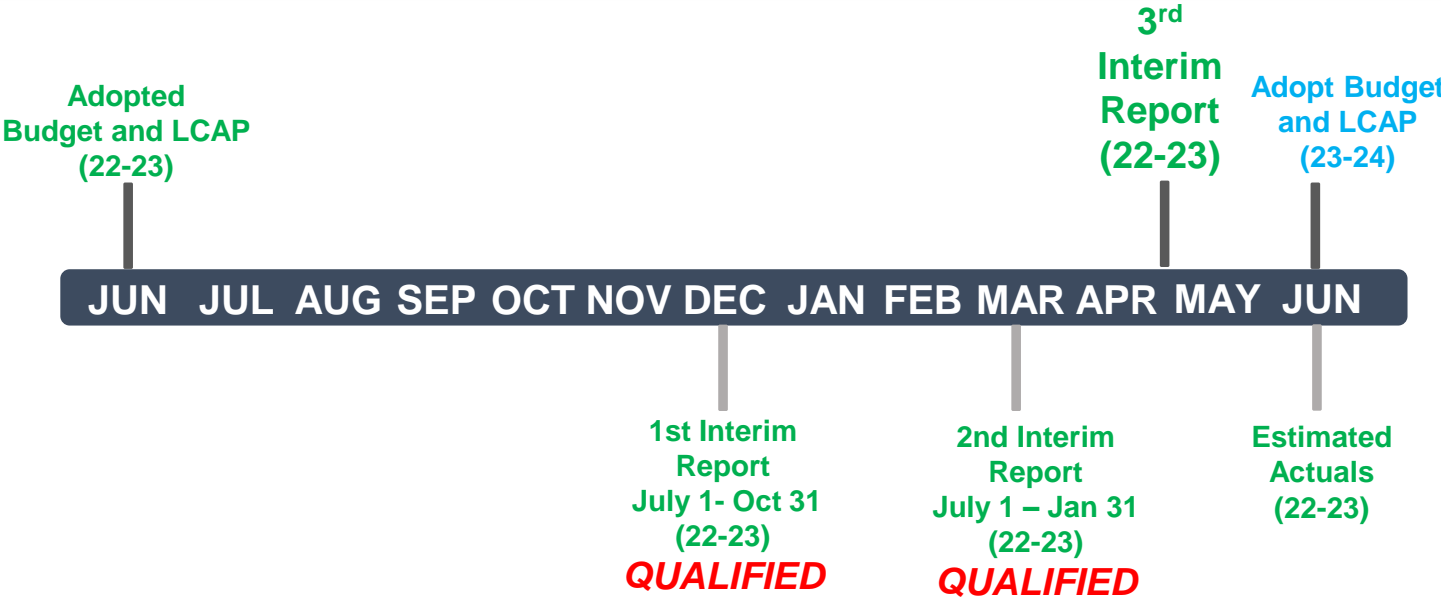 Adopted
Budget and LCAP
(22-23)
3rd
Interim
Report
(22-23)
Adopt Budget
and LCAP
(23-24)
JUN JUL AUG SEP OCT NOV DEC JAN FEB MAR APR MAY JUN
1st Interim
Report
July 1- Oct 31
(22-23)
QUALIFIED
2nd Interim
Report
July 1 – Jan 31
(22-23)
QUALIFIED
Estimated
Actuals
(22-23)